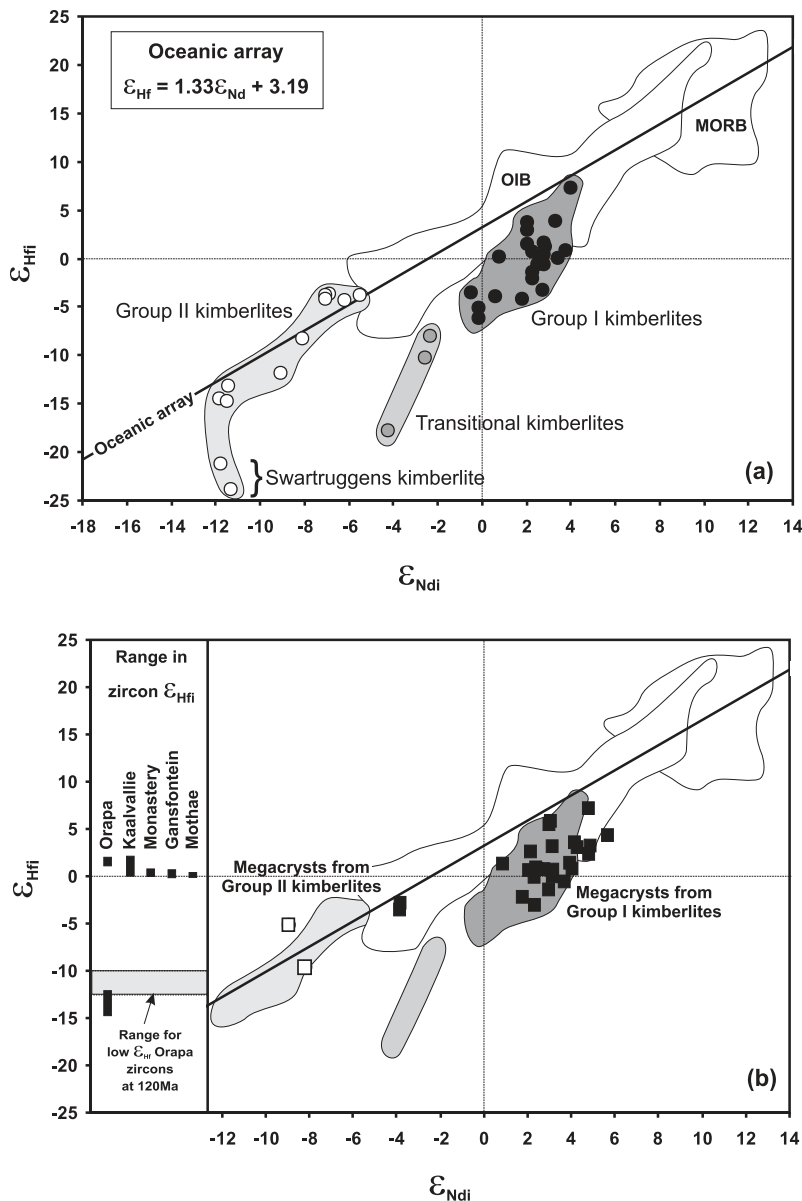 Oceanic array
εHf = 1.33εNd + 3.19
25
20
15
10
5
0
-5
-10
-15
-20
-25
εHfi
MORB
OIB
Group II kimberlites
Group I kimberlites
Oceanic array
Transitional kimberlites
} Swartruggens kimberlite
(a)
-18 -16 -14 -12 -10 -8 -6 -4 -2 0 2 4 6 8 10 12 14
εNdi
25
20
15
10
5
0
-5
-10
-15
-20
-25
εHfi
Range in
zircon εHfi
Orapa
Kaalvallie
Monastery
Gansfontein
Mothae
Megacrysts from
Group II kimberlites
Megacrysts from
Group I kimberlites
Range for
low εHf Orapa
zircons
at 120Ma
(b)
-12 -10 -8 -6 -4 -2 0 2 4 6 8 10 12 14
εNdi